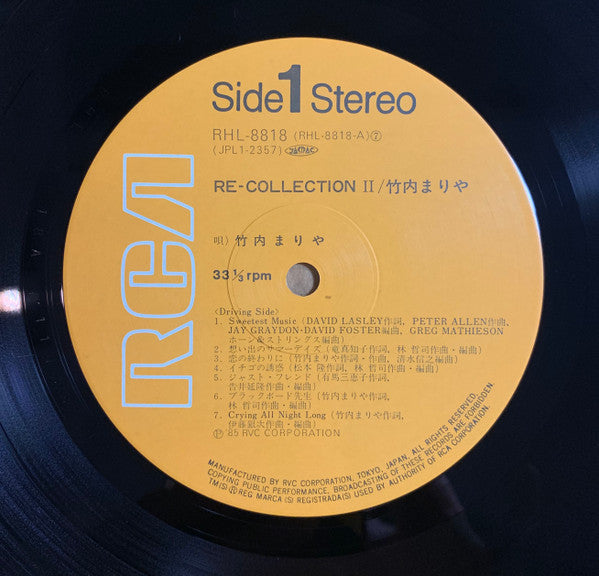 Side 1 Stereo
RHL-8818 (RHL-8818-A)⑦
(JPL1-2357) JASRAC
RE-COLLECTION II/竹内まりや
RCA
唄) 竹内まりや
33⅓rpm
<Driving Side>
1. Sweetest Music (DAVID LASLEY作詞, PETER ALLEN作曲,
JAY GRAYDON・DAVID FOSTER編曲, GREG MATHIESON
ホーン&ストリングス編曲)
2. 想い出のサマーデイズ (竜真知子作詞, 林 哲司作曲・編曲)
3. 恋の終わりに (竹内まりや作詞・作曲, 清水信之編曲)
4. イチゴの誘惑 (松本 隆作詞, 林 哲司作曲・編曲)
5. ジャスト・フレンド (有馬三恵子作詞,
告井延隆作曲・編曲)
6. ブラックボード先生 (竹内まりや作詞,
林 哲司作曲・編曲)
7. Crying All Night Long (竹内まりや作詞,
伊藤銀次作曲・編曲)
Ⓟ'85 RVC CORPORATION
MANUFACTURED BY RVC CORPORATION, TOKYO, JAPAN, ALL RIGHTS RESERVED.
COPYING PUBLIC PERFORMANCE, BROADCASTING OF THESE RECORDS ARE FORBIDDEN.
TM(S)Ⓡ REG MARCA(S) REGISTRADA(S) USED BY AUTHORITY OF RCA CORPORATION.